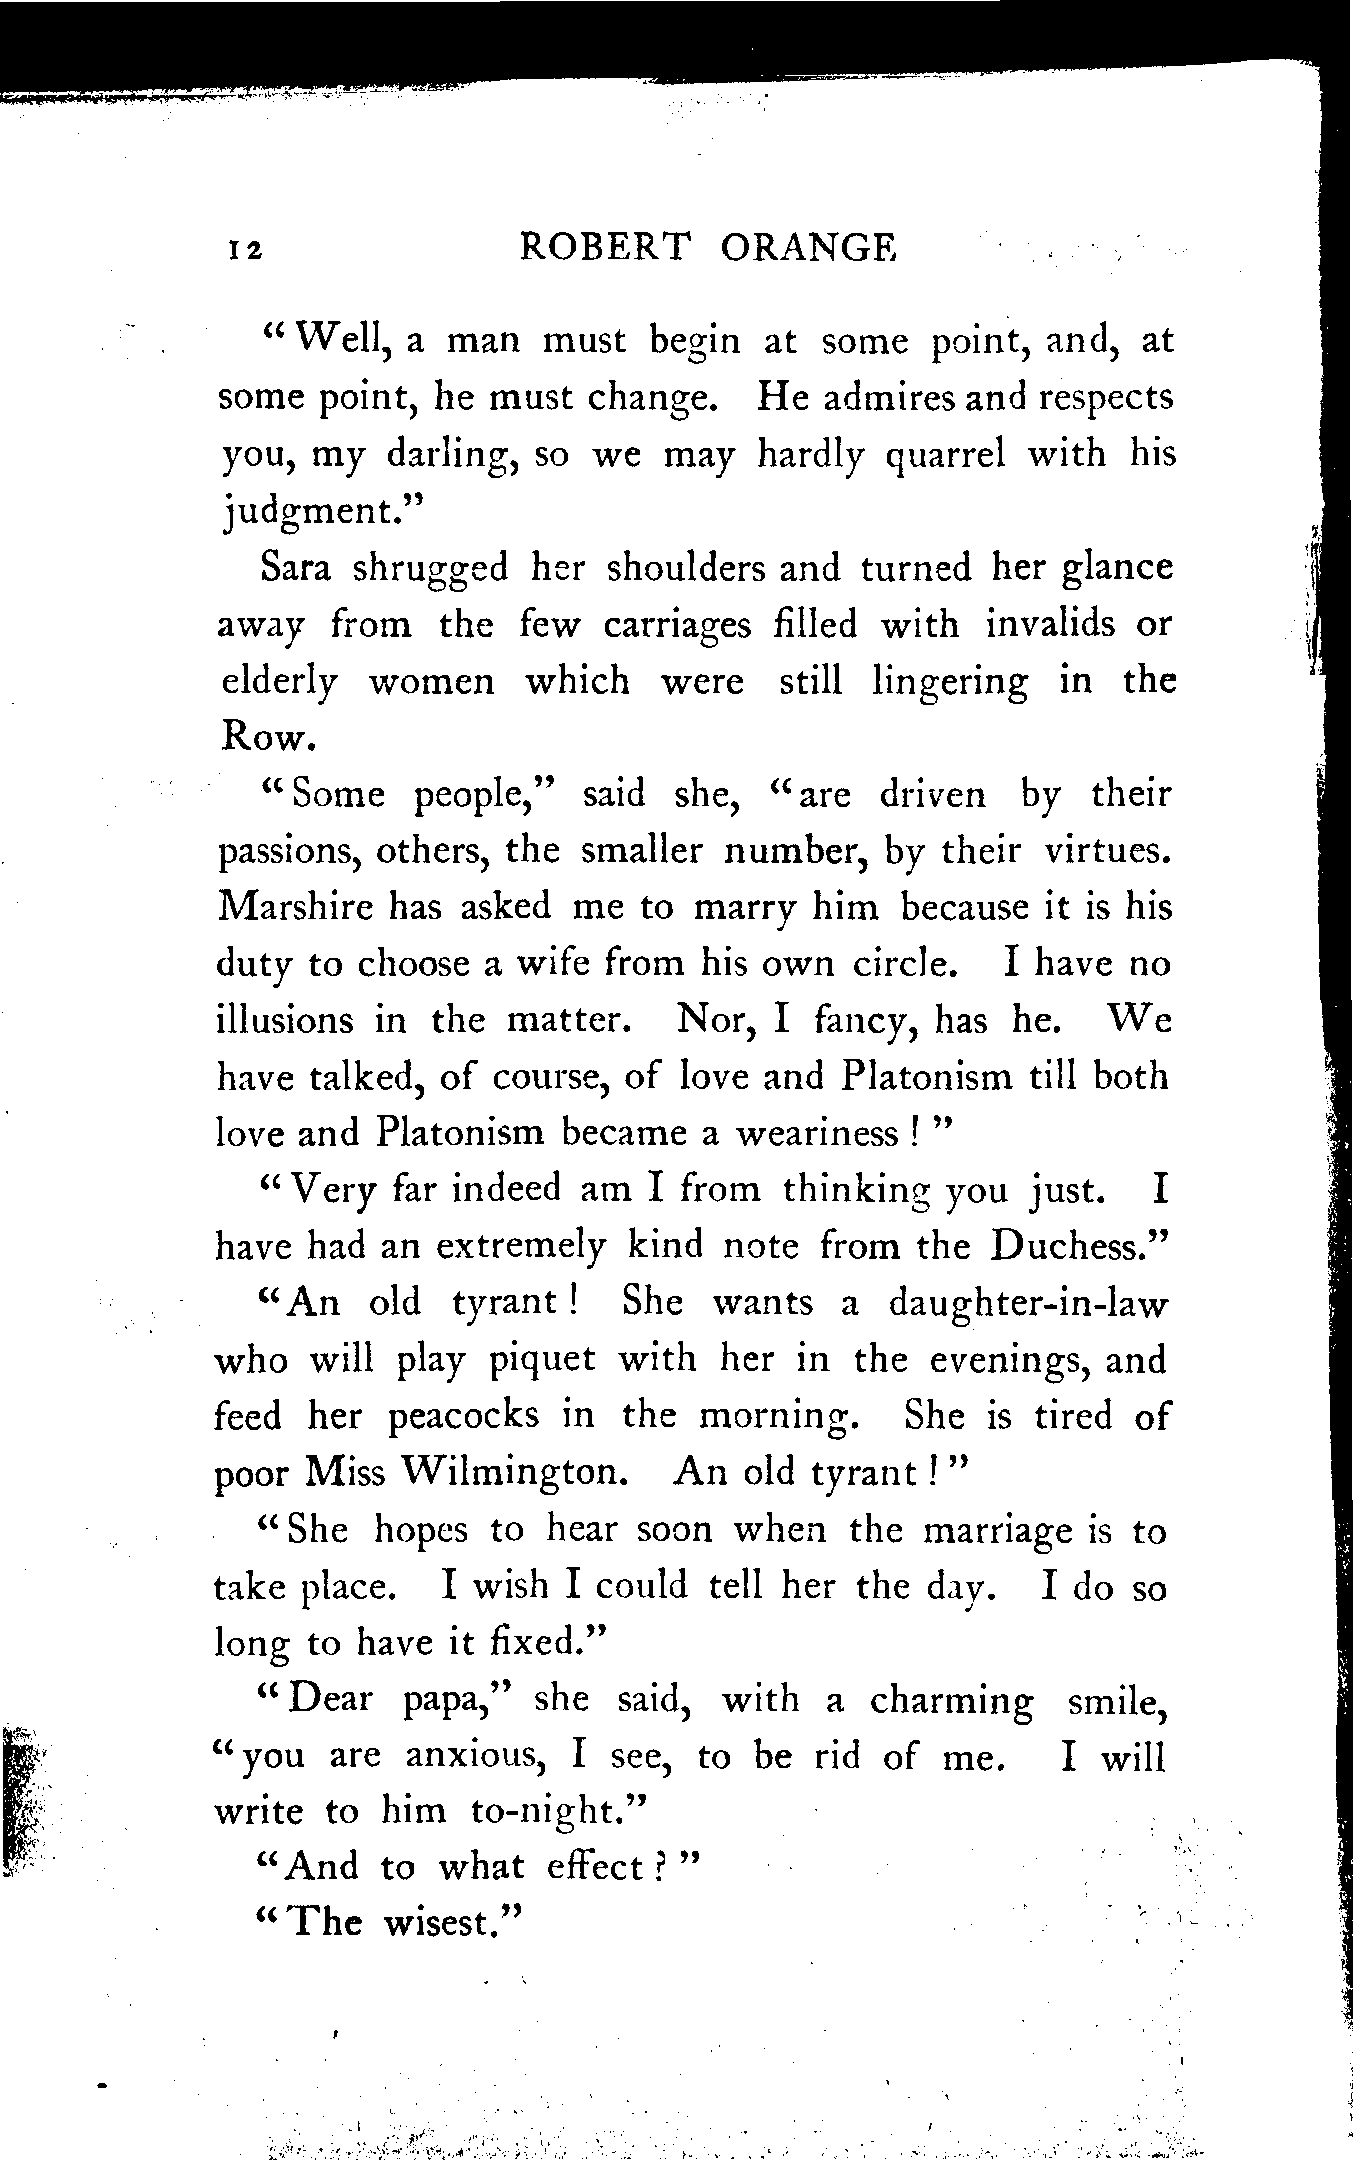 12 ROBERT ORANGE
“Well, a man must begin at some point, and, at
some point, he must change. He admires and respects
you, my darling, so we may hardly quarrel with his
judgment.”
Sara shrugged her shoulders and turned her glance
away from the few carriages filled with invalids or
elderly women which were still lingering in the
Row.
“Some people,” said she, “are driven by their
passions, others, the smaller number, by their virtues.
Marshire has asked me to marry him because it is his
duty to choose a wife from his own circle. I have no
illusions in the matter. Nor, I fancy, has he. We
have talked, of course, of love and Platonism till both
love and Platonism became a weariness ! ”
“Very far indeed am I from thinking you just. I
have had an extremely kind note from the Duchess.”
“An old tyrant ! She wants a daughter-in-law
who will play piquet with her in the evenings, and
feed her peacocks in the morning. She is tired of
poor Miss Wilmington. An old tyrant ! ”
“She hopes to hear soon when the marriage is to
take place. I wish I could tell her the day. I do so
long to have it fixed.”
“Dear papa,” she said, with a charming smile,
“you are anxious, I see, to be rid of me. I will
write to him to-night.”
“And to what effect ? ”
“The wisest.”